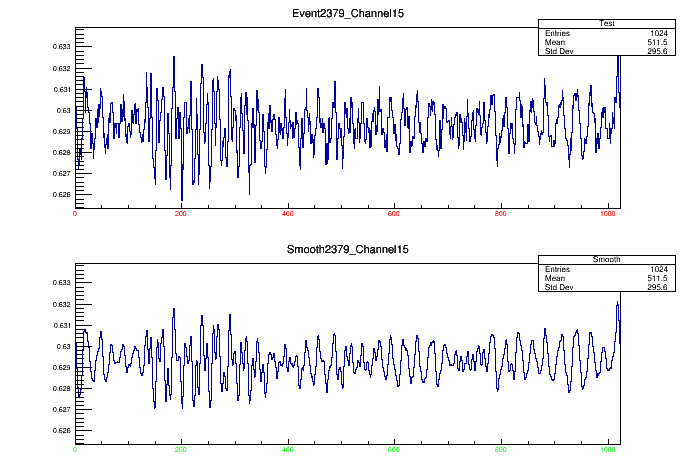 Event2379_Channel15
Test
Entries 1024
Mean 511.5
Std Dev 295.6
0.633
0.632
0.631
0.63
0.629
0.628
0.627
0.626
0 200 400 600 800 1000
Smooth2379_Channel15
Smooth
Entries 1024
Mean 511.5
Std Dev 295.6
0.633
0.632
0.631
0.63
0.629
0.628
0.627
0.626
0 200 400 600 800 1000